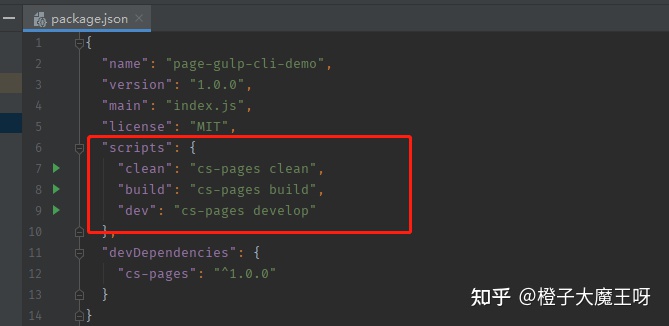 package.json
1 {
2 "name": "page-gulp-cli-demo",
3 "version": "1.0.0",
4 "main": "index.js",
5 "license": "MIT",
6 "scripts": {
7 "clean": "cs-pages clean",
8 "build": "cs-pages build",
9 "dev": "cs-pages develop"
10 },
11 "devDependencies": {
12 "cs-pages": "^1.0.0"
13 }
14 }
知乎 @橙子大魔王呀